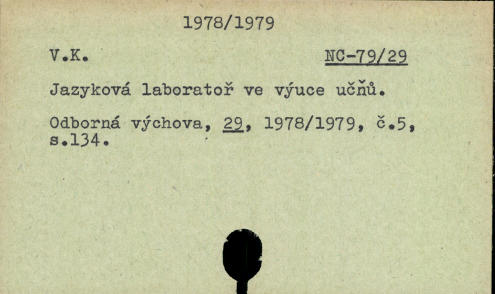 1978/1979
V.K. NC-79/29
Jazyková laboratoř ve výuce učňů.
Odborná výchova, 29, 1978/1979, č.5,
s.134.